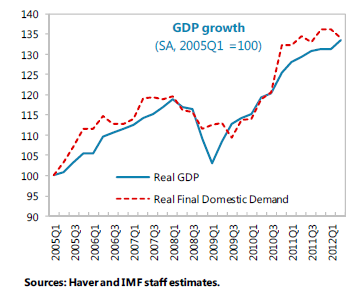 GDP growth
(SA, 2005Q1 =100)
140
135
130
125
120
115
110
105
100
95
90
Real GDP
Real Final Domestic Demand
2005Q1
2005Q3
2006Q1
2006Q3
2007Q1
2007Q3
2008Q1
2008Q3
2009Q1
2009Q3
2010Q1
2010Q3
2011Q1
2011Q3
2012Q1
Sources: Haver and IMF staff estimates.